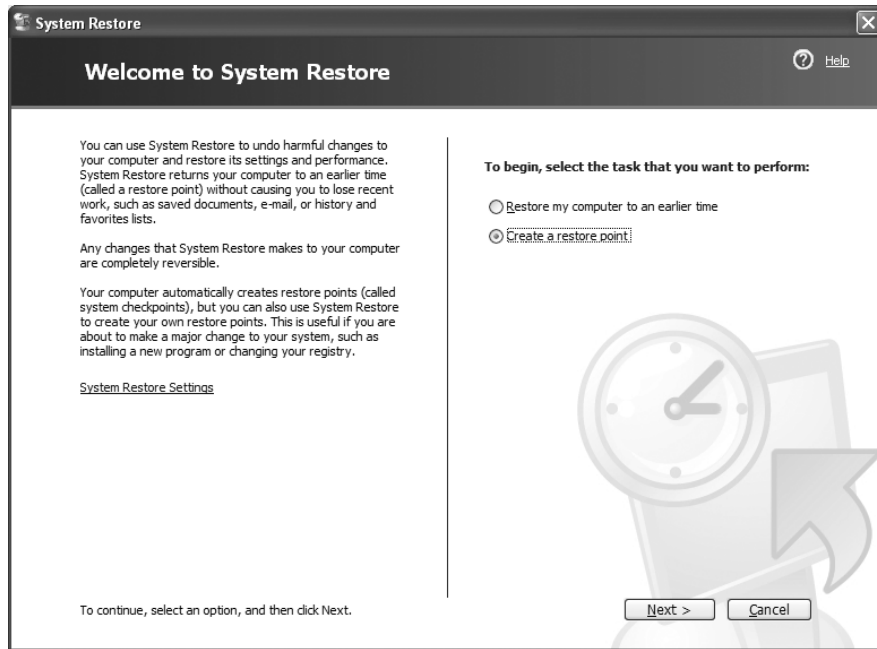 System Restore
Welcome to System Restore
Help
You can use System Restore to undo harmful changes to
your computer and restore its settings and performance.
System Restore returns your computer to an earlier time
(called a restore point) without causing you to lose recent
work, such as saved documents, e-mail, or history and
favorites lists.
Any changes that System Restore makes to your computer
are completely reversible.
Your computer automatically creates restore points (called
system checkpoints), but you can also use System Restore
to create your own restore points. This is useful if you are
about to make a major change to your system, such as
installing a new program or changing your registry.
System Restore Settings
To begin, select the task that you want to perform:
Restore my computer to an earlier time
Create a restore point
To continue, select an option, and then click Next.
Next >
Cancel